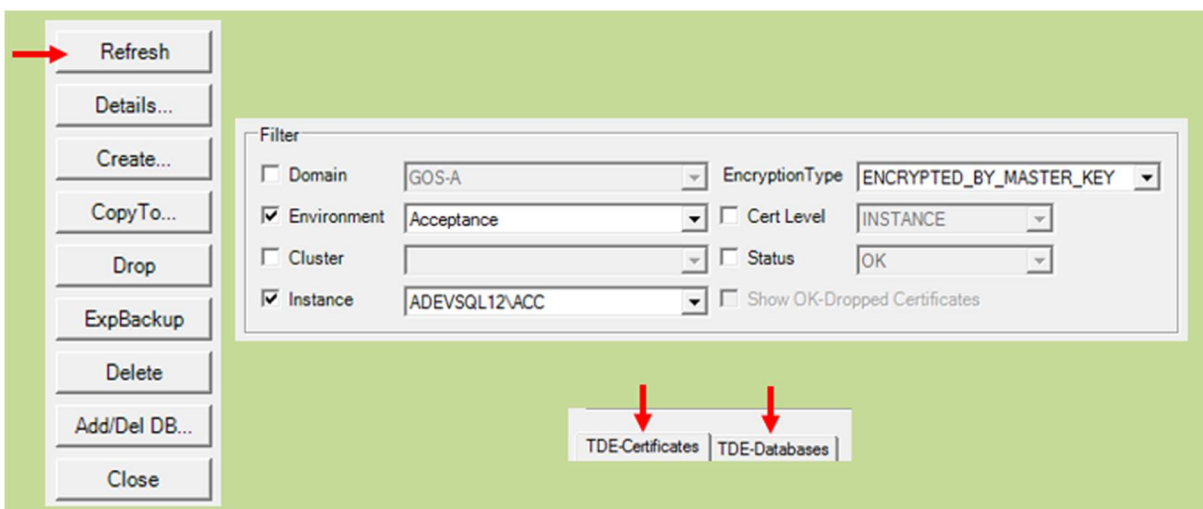 Refresh
Details...
Create...
CopyTo...
Drop
ExpBackup
Delete
Add/Del DB...
Close
Filter
Domain GOS-A EncryptionType ENCRYPTED_BY_MASTER_KEY
Environment Acceptance Cert Level INSTANCE
Cluster Status OK
Instance ADEVSQL12\ACC Show OK-Dropped Certificates
TDE-Certificates TDE-Databases